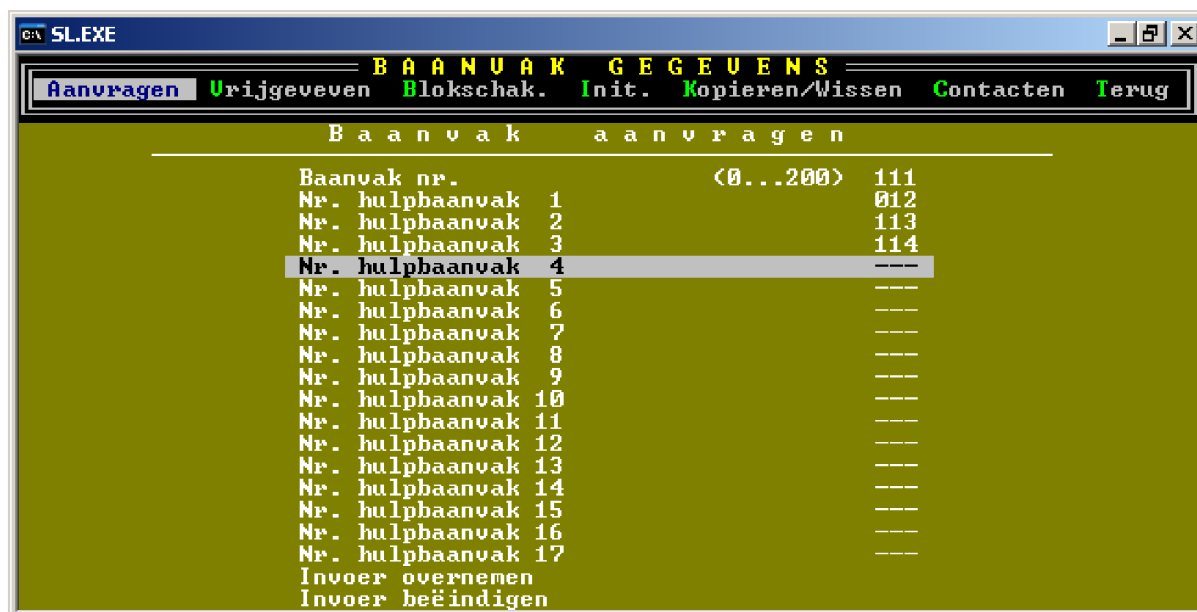 SL.EXE
B A A N V A K   G E G E V E N S
Aanvragen Vrijgeveven Blokschak. Init. Kopieren/Wissen Contacten Terug
B a a n v a k   a a n v r a g e n
Baanvak nr. (0...200) 111
Nr. hulpbaanvak 1 012
Nr. hulpbaanvak 2 113
Nr. hulpbaanvak 3 114
Nr. hulpbaanvak 4 ---
Nr. hulpbaanvak 5 ---
Nr. hulpbaanvak 6 ---
Nr. hulpbaanvak 7 ---
Nr. hulpbaanvak 8 ---
Nr. hulpbaanvak 9 ---
Nr. hulpbaanvak 10 ---
Nr. hulpbaanvak 11 ---
Nr. hulpbaanvak 12 ---
Nr. hulpbaanvak 13 ---
Nr. hulpbaanvak 14 ---
Nr. hulpbaanvak 15 ---
Nr. hulpbaanvak 16 ---
Nr. hulpbaanvak 17 ---
Invoer overnemen
Invoer beëindigen